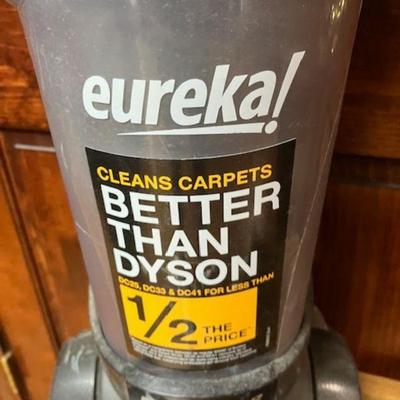 eureka!
CLEANS CARPETS
BETTER
THAN
DYSON
DC25, DC33 & DC41 FOR LESS THAN
1/2 THE
PRICE